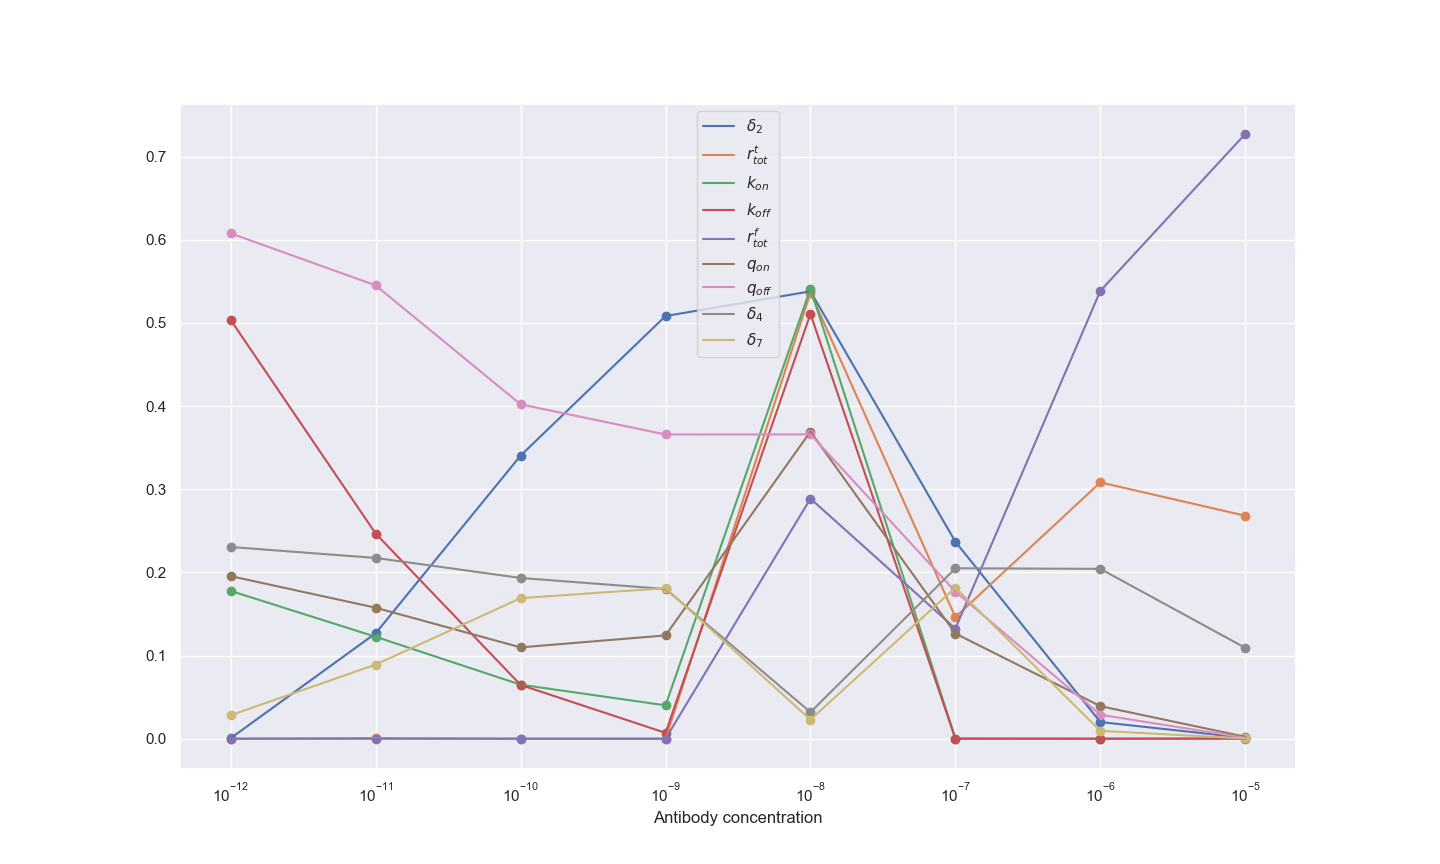 δ₂
rᵗₜₒₜ
k_on
k_off
r^f_tot
q_on
q_off
δ₄
δ₇
0.7
0.6
0.5
0.4
0.3
0.2
0.1
0.0
10⁻¹² 10⁻¹¹ 10⁻¹⁰ 10⁻⁹ 10⁻⁸ 10⁻⁷ 10⁻⁶ 10⁻⁵
Antibody concentration